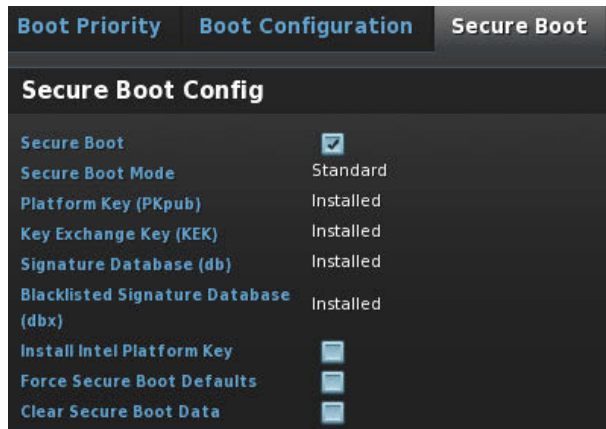 Boot Priority Boot Configuration Secure Boot
Secure Boot Config
Secure Boot
Secure Boot Mode Standard
Platform Key (PKpub) Installed
Key Exchange Key (KEK) Installed
Signature Database (db) Installed
Blacklisted Signature Database
(dbx) Installed
Install Intel Platform Key
Force Secure Boot Defaults
Clear Secure Boot Data